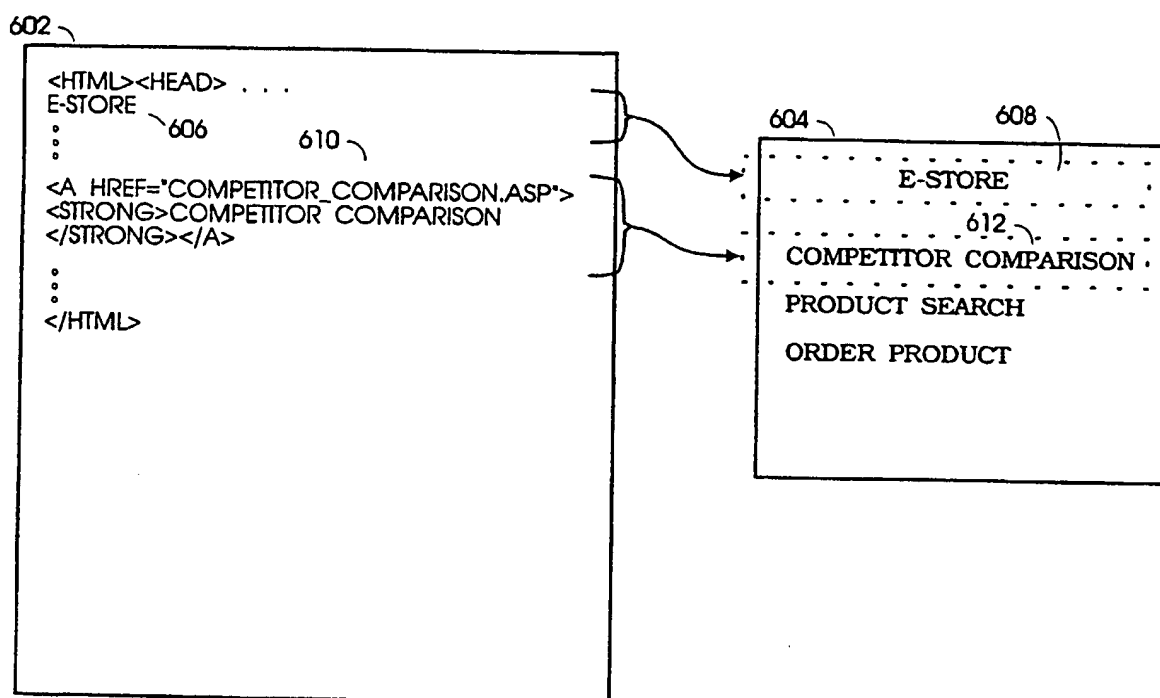 602
<HTML><HEAD> . . .
E-STORE
606
610
<A HREF="COMPETITOR_COMPARISON.ASP">
<STRONG>COMPETITOR COMPARISON
</STRONG></A>
</HTML>
604
608
E-STORE
612
COMPETITOR COMPARISON
PRODUCT SEARCH
ORDER PRODUCT